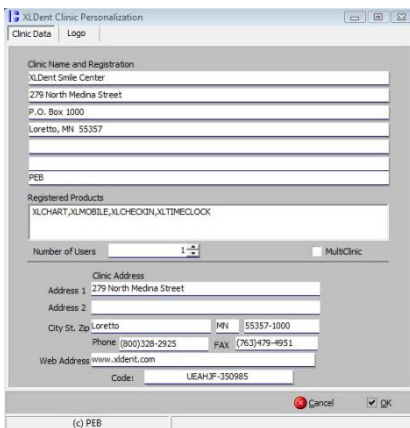 XLDent Clinic Personalization
Clinic Data Logo
Clinic Name and Registration
XLDent Smile Center
279 North Medina Street
P.O. Box 1000
Loretto, MN 55357
PEB
Registered Products
XLCHART,XLMOBILE,XLCHECKIN,XLTIMECLOCK
Number of Users 1 MultiClinic
Clinic Address
Address 1 279 North Medina Street
Address 2
City St. Zip Loretto MN 55357-1000
Phone (800)328-2925 FAX (763)479-4951
Web Address www.xldent.com
Code: UEAHJF-350985
Cancel OK
(c) PEB